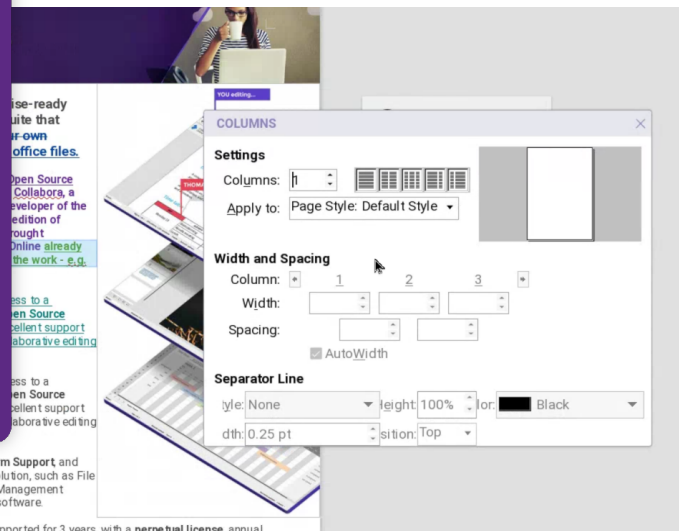 YOU editing...
ise-ready
uite that
r own
office files.
Open Source
Collabora, a
eveloper of the
edition of
rought
Online already
the work - e.g.
ess to a
en Source
cellent support
laborative editing
ess to a
en Source
cellent support
laborative editing
m Support, and
lution, such as File
Management
software.
pported for 3 years, with a perpetual license, annual
THOMA
COLUMNS
Settings
Columns: 1
Apply to: Page Style: Default Style
Width and Spacing
Column: 1 2 3
Width:
Spacing:
AutoWidth
Separator Line
tyle: None Height: 100% lor: Black
dth: 0.25 pt sition: Top